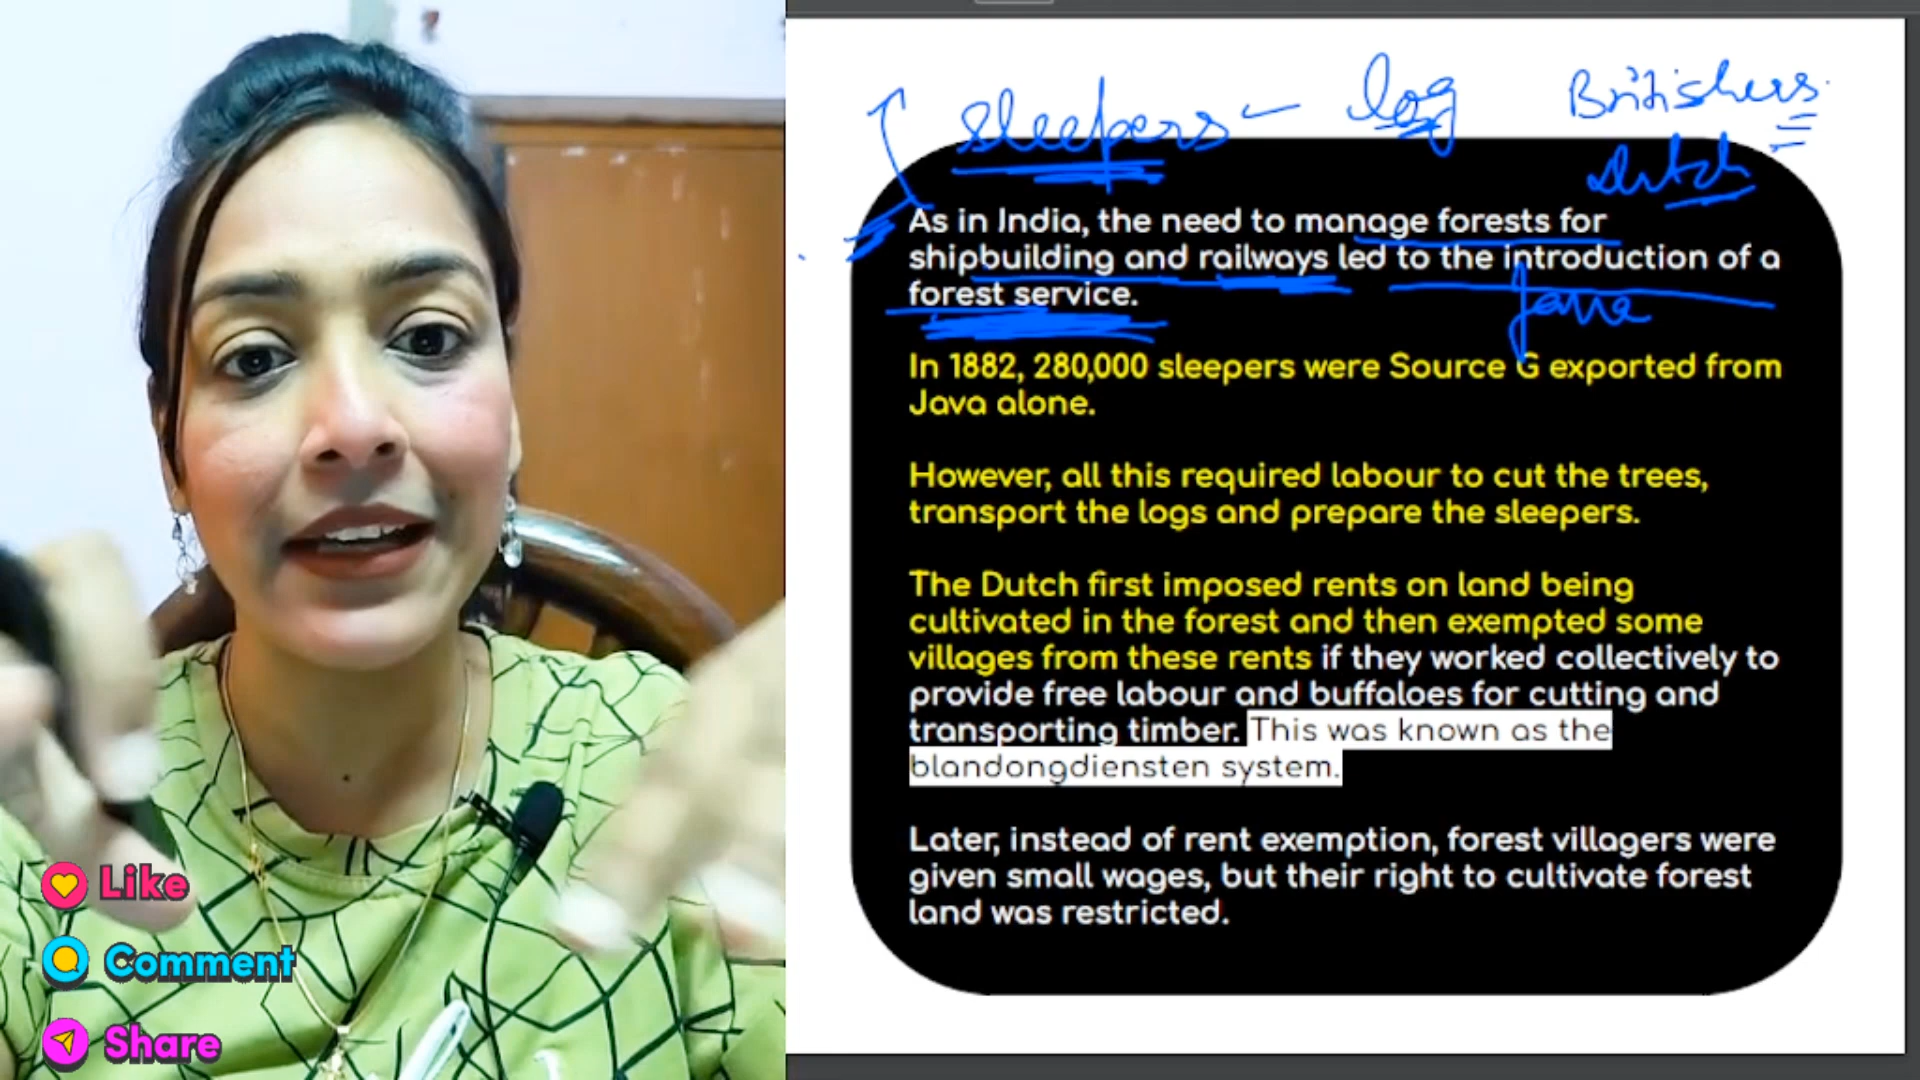 sleepers - log
Britishers
Dutch
As in India, the need to manage forests for
shipbuilding and railways led to the introduction of a
forest service.
Java
In 1882, 280,000 sleepers were Source G exported from
Java alone.
However, all this required labour to cut the trees,
transport the logs and prepare the sleepers.
The Dutch first imposed rents on land being
cultivated in the forest and then exempted some
villages from these rents if they worked collectively to
provide free labour and buffaloes for cutting and
transporting timber. This was known as the
blandongdiensten system.
Later, instead of rent exemption, forest villagers were
given small wages, but their right to cultivate forest
land was restricted.
Like
Comment
Share